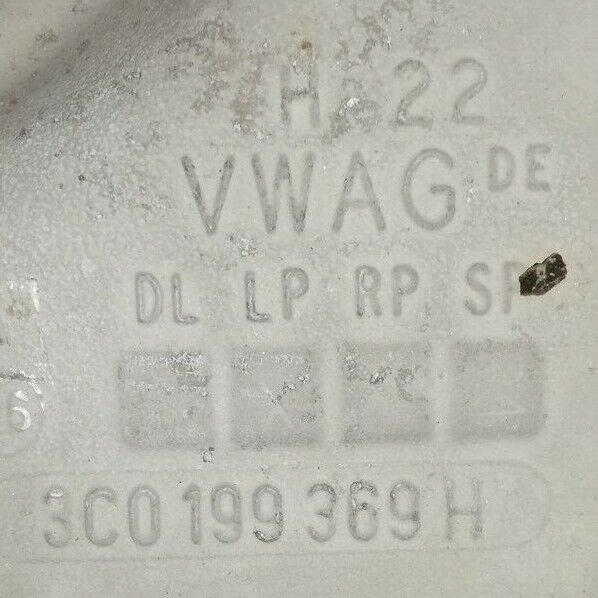 H 22
VWAG DE
DL LP RP SP
3C0 199 369 H